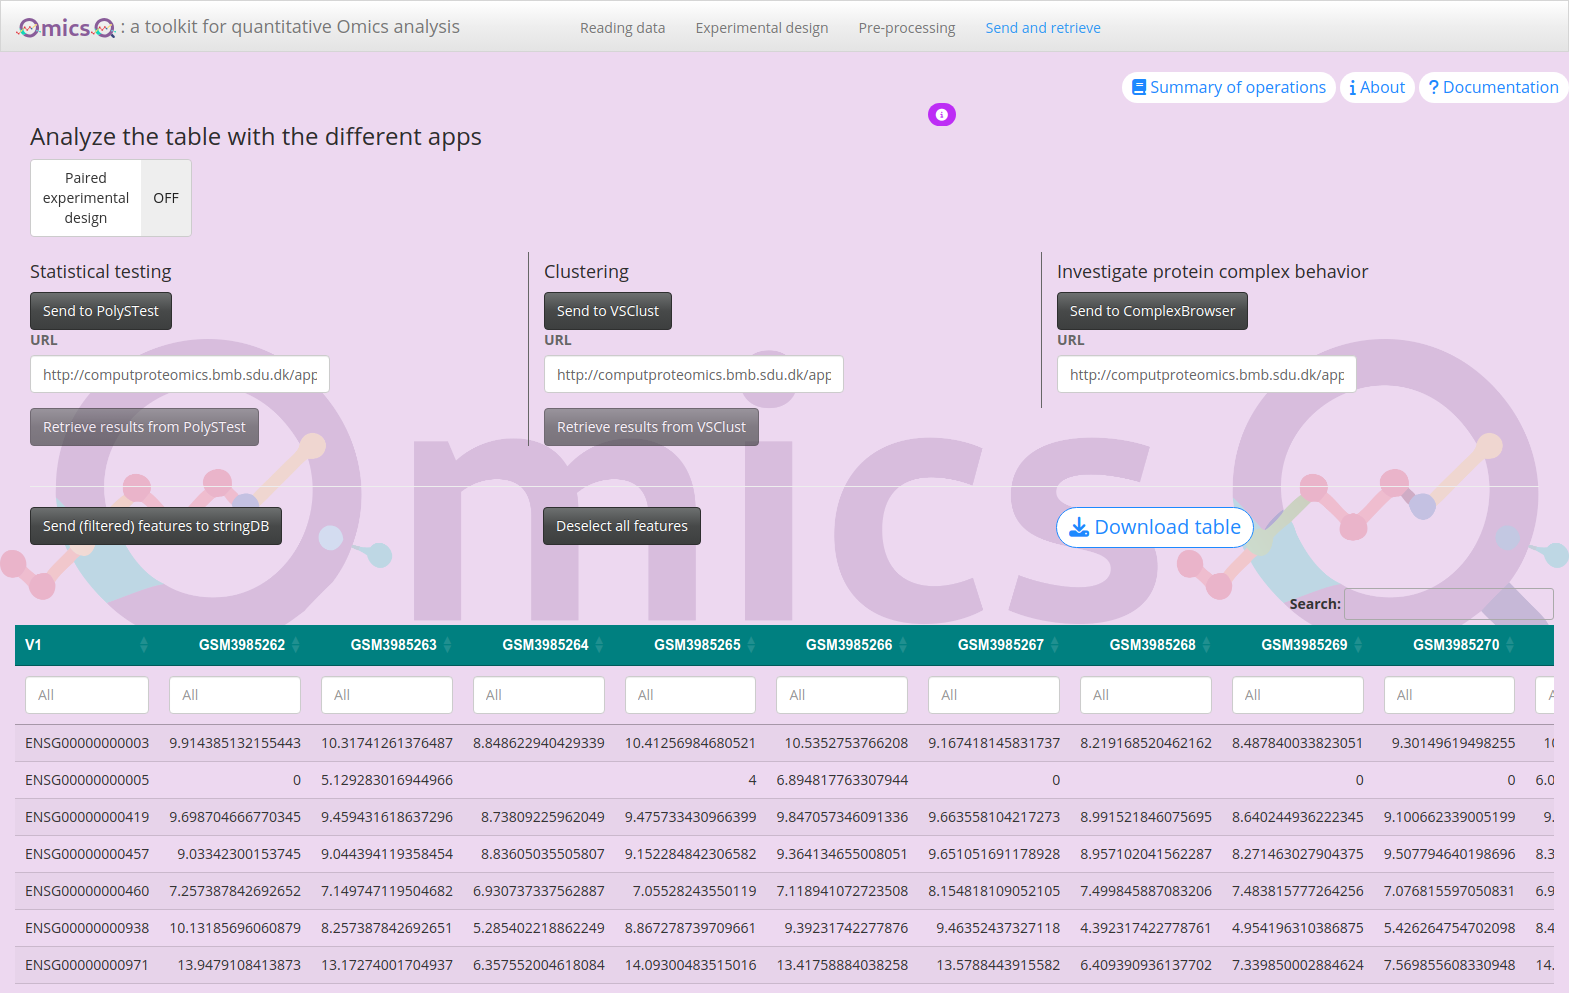 OmicsQ : a toolkit for quantitative Omics analysis Reading data Experimental design Pre-processing Send and retrieve
Summary of operations About Documentation
Analyze the table with the different apps
Paired experimental design OFF
Statistical testing Clustering Investigate protein complex behavior
Send to PolySTest Send to VSClust Send to ComplexBrowser
URL URL URL
http://computproteomics.bmb.sdu.dk/app http://computproteomics.bmb.sdu.dk/app http://computproteomics.bmb.sdu.dk/app
Retrieve results from PolySTest Retrieve results from VSClust
OmicsQ
Send (filtered) features to stringDB Deselect all features Download table
Search:
V1 GSM3985262 GSM3985263 GSM3985264 GSM3985265 GSM3985266 GSM3985267 GSM3985268 GSM3985269 GSM3985270
All All All All All All All All All All
ENSG00000000003 9.914385132155443 10.31741261376487 8.848622940429339 10.41256984680521 10.5352753766208 9.167418145831737 8.219168520462162 8.487840033823051 9.30149619498255 10
ENSG00000000005 0 5.129283016944966 4 6.894817763307944 0 0 0 6.0
ENSG00000000419 9.698704666770345 9.459431618637296 8.73809225962049 9.475733430966399 9.847057346091336 9.663558104217273 8.991521846075695 8.640244936222345 9.100662339005199 9.
ENSG00000000457 9.03342300153745 9.044394119358454 8.83605035505807 9.152284842306582 9.364134655008051 9.651051691178928 8.957102041562287 8.271463027904375 9.507794640198696 8.3
ENSG00000000460 7.257387842692652 7.149747119504682 6.930737337562887 7.05528243550119 7.118941072723508 8.154818109052105 7.499845887083206 7.483815777264256 7.076815597050831 6.9
ENSG00000000938 10.13185696060879 8.257387842692651 5.285402218862249 8.867278739709661 9.39231742277876 9.46352437327118 4.392317422778761 4.954196310386875 5.426264754702098 8.4
ENSG00000000971 13.9479108413873 13.17274001704937 6.357552004618084 14.09300483515016 13.41758884038258 13.5788443915582 6.409390936137702 7.339850002884624 7.569855608330948 14.